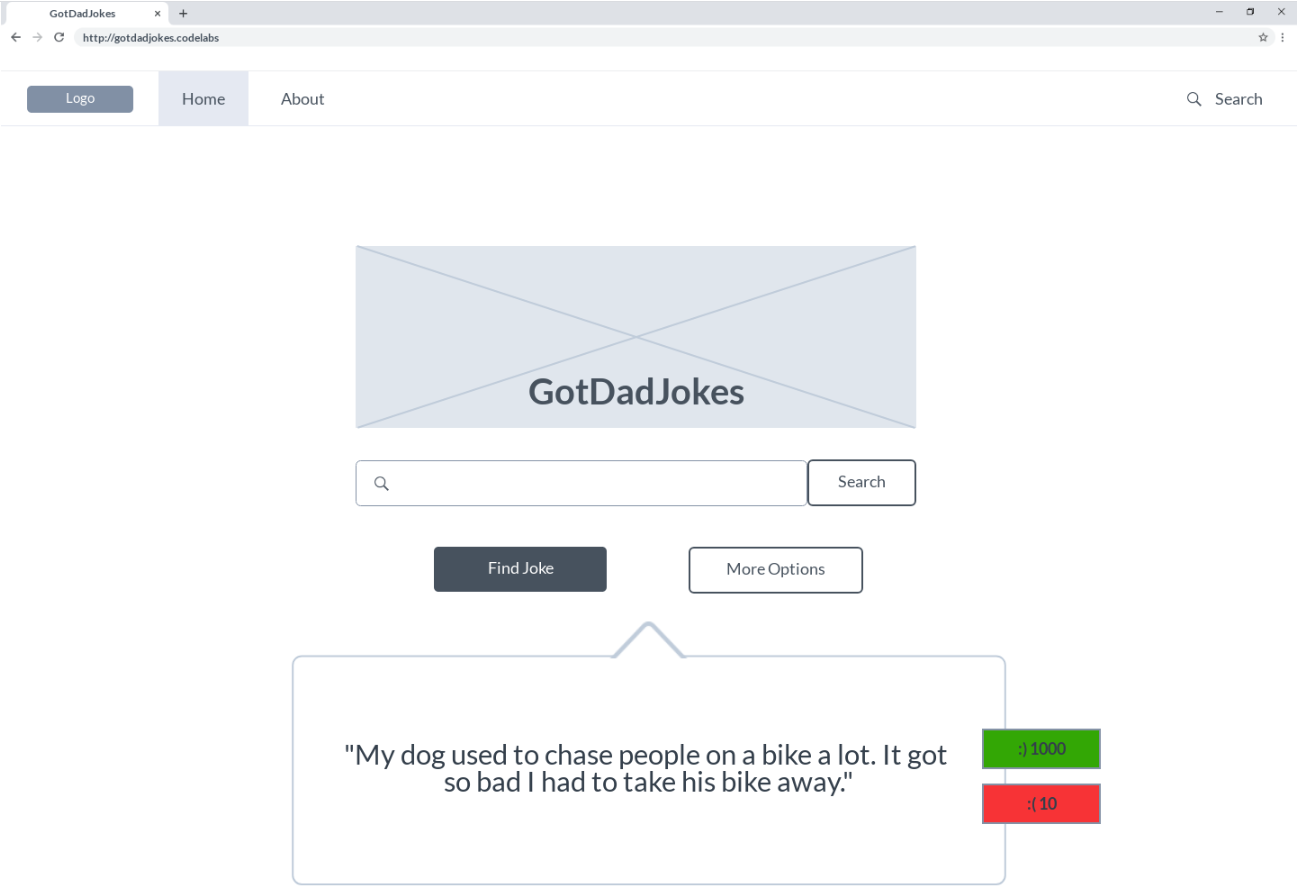 GotDadJokes
http://gotdadjokes.codelabs
Logo
Home
About
Search
GotDadJokes
Search
Find Joke
More Options
"My dog used to chase people on a bike a lot. It got
so bad I had to take his bike away."
:) 1000
:( 10